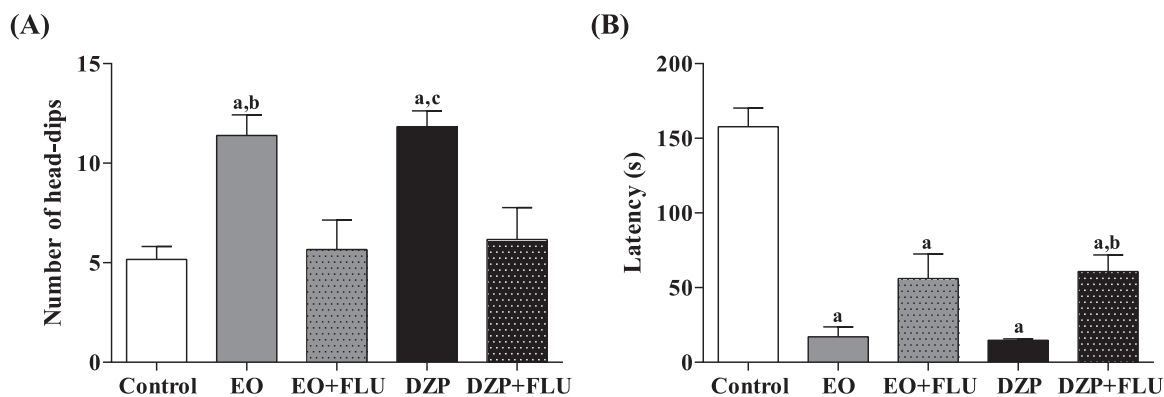 (A)
Number of head-dips
15
10
5
0
a,b
a,c
Control EO EO+FLU DZP DZP+FLU
(B)
Latency (s)
200
150
100
50
0
a
a
a
a,b
Control EO EO+FLU DZP DZP+FLU